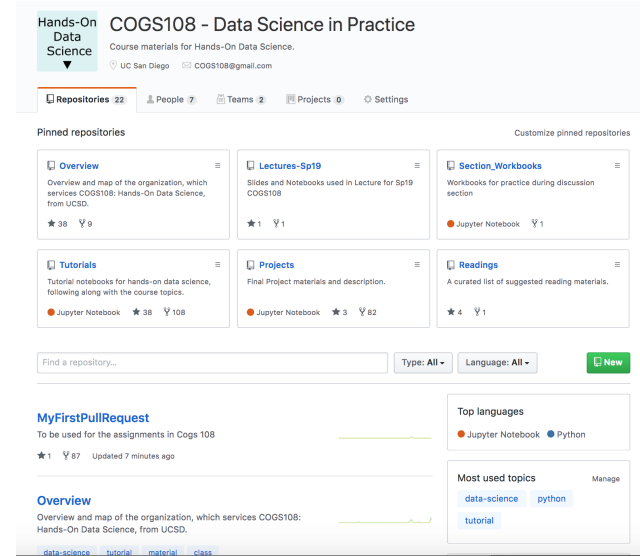 Hands-On
Data
Science
COGS108 - Data Science in Practice
Course materials for Hands-On Data Science.
UC San Diego COGS108@gmail.com
Repositories 22 People 7 Teams 2 Projects 0 Settings
Pinned repositories
Customize pinned repositories
Overview
Overview and map of the organization, which
services COGS108: Hands-On Data Science,
from UCSD.
38 9
Lectures-Sp19
Slides and Notebooks used in Lecture for Sp19
COGS108
1 1
Section_Workbooks
Workbooks for practice during discussion
section
Jupyter Notebook 1
Tutorials
Tutorial notebooks for hands-on data science,
following along with the course topics.
Jupyter Notebook 38 108
Projects
Final Project materials and description.
Jupyter Notebook 3 82
Readings
A curated list of suggested reading materials.
4 1
Find a repository...
Type: All
Language: All
New
MyFirstPullRequest
To be used for the assignments in Cogs 108
1 87 Updated 7 minutes ago
Overview
Overview and map of the organization, which services COGS108:
Hands-On Data Science, from UCSD.
data-science tutorial material class
Top languages
Jupyter Notebook Python
Most used topics
Manage
data-science python
tutorial